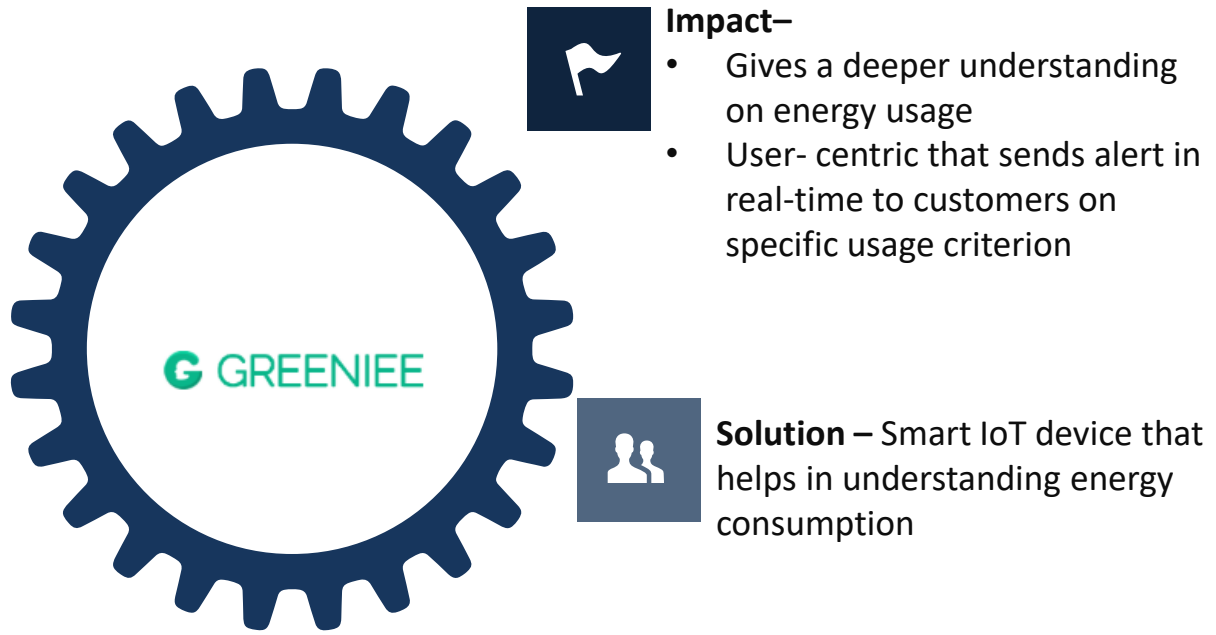 Impact–
• Gives a deeper understanding
on energy usage
• User- centric that sends alert in
real-time to customers on
specific usage criterion
G GREENIEE
Solution – Smart IoT device that
helps in understanding energy
consumption